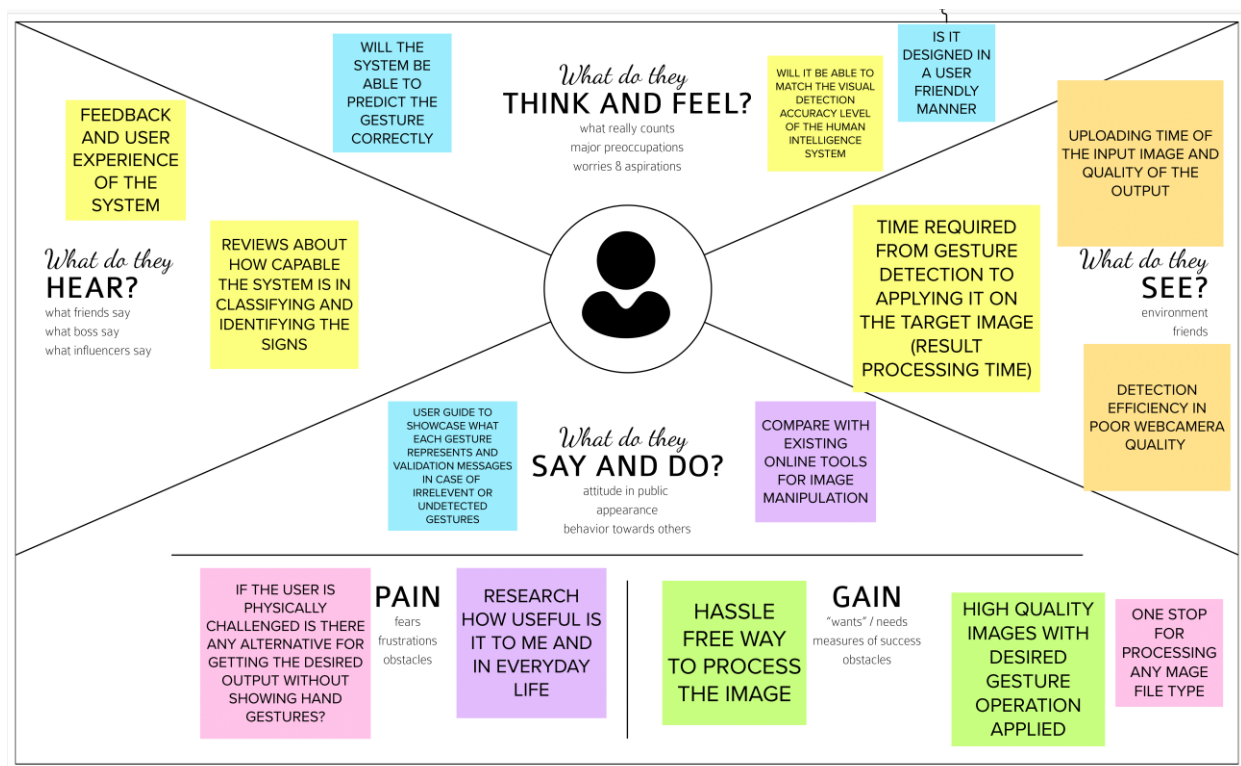 WILL THE
SYSTEM BE
ABLE TO
PREDICT THE
GESTURE
CORRECTLY
What do they
THINK AND FEEL?
what really counts
major preoccupations
worries & aspirations
WILL IT BE ABLE TO
MATCH THE VISUAL
DETECTION
ACCURACY LEVEL
OF THE HUMAN
INTELLIGENCE
SYSTEM
IS IT
DESIGNED IN
A USER
FRIENDLY
MANNER
FEEDBACK
AND USER
EXPERIENCE
OF THE
SYSTEM
What do they
HEAR?
what friends say
what boss say
what influencers say
REVIEWS ABOUT
HOW CAPABLE
THE SYSTEM IS IN
CLASSIFYING AND
IDENTIFYING THE
SIGNS
TIME REQUIRED
FROM GESTURE
DETECTION TO
APPLYING IT ON
THE TARGET IMAGE
(RESULT
PROCESSING TIME)
UPLOADING TIME OF
THE INPUT IMAGE AND
QUALITY OF THE
OUTPUT
What do they
SEE?
environment
friends
DETECTION
EFFICIENCY IN
POOR WEBCAMERA
QUALITY
USER GUIDE TO
SHOWCASE WHAT
EACH GESTURE
REPRESENTS AND
VALIDATION MESSAGES
IN CASE OF
IRRELEVENT OR
UNDETECTED
GESTURES
What do they
SAY AND DO?
attitude in public
appearance
behavior towards others
COMPARE WITH
EXISTING
ONLINE TOOLS
FOR IMAGE
MANIPULATION
IF THE USER IS
PHYSICALLY
CHALLENGED IS THERE
ANY ALTERNATIVE FOR
GETTING THE DESIRED
OUTPUT WITHOUT
SHOWING HAND
GESTURES?
PAIN
fears
frustrations
obstacles
RESEARCH
HOW USEFUL IS
IT TO ME AND
IN EVERYDAY
LIFE
HASSLE
FREE WAY
TO PROCESS
THE IMAGE
GAIN
"wants" / needs
measures of success
obstacles
HIGH QUALITY
IMAGES WITH
DESIRED
GESTURE
OPERATION
APPLIED
ONE STOP
FOR
PROCESSING
ANY MAGE
FILE TYPE